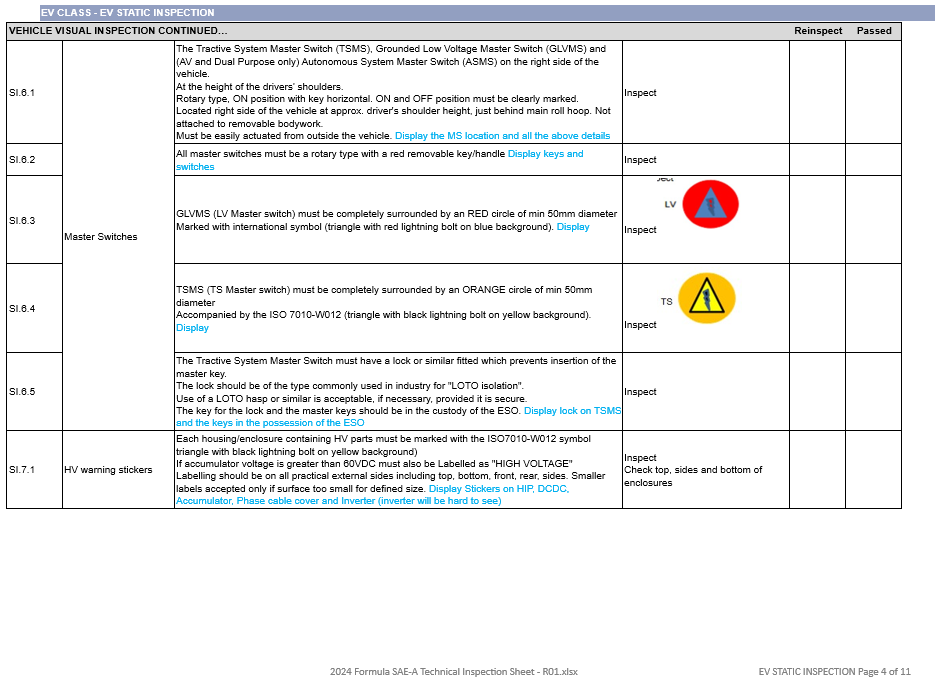 EV CLASS - EV STATIC INSPECTION
VEHICLE VISUAL INSPECTION CONTINUED... Reinspect Passed
SI.6.1
Master Switches
The Tractive System Master Switch (TSMS), Grounded Low Voltage Master Switch (GLVMS) and
(AV and Dual Purpose only) Autonomous System Master Switch (ASMS) on the right side of the
vehicle.
At the height of the drivers' shoulders.
Rotary type, ON position with key horizontal. ON and OFF position must be clearly marked.
Located right side of the vehicle at approx. driver's shoulder height, just behind main roll hoop. Not
attached to removable bodywork.
Must be easily actuated from outside the vehicle. Display the MS location and all the above details
Inspect
SI.6.2
All master switches must be a rotary type with a red removable key/handle Display keys and
switches
Inspect
SI.6.3
GLVMS (LV Master switch) must be completely surrounded by an RED circle of min 50mm diameter
Marked with international symbol (triangle with red lightning bolt on blue background). Display
LV
Inspect
SI.6.4
TSMS (TS Master switch) must be completely surrounded by an ORANGE circle of min 50mm
diameter
Accompanied by the ISO 7010-W012 (triangle with black lightning bolt on yellow background).
Display
TS
Inspect
SI.6.5
The Tractive System Master Switch must have a lock or similar fitted which prevents insertion of the
master key.
The lock should be of the type commonly used in industry for "LOTO isolation".
Use of a LOTO hasp or similar is acceptable, if necessary, provided it is secure.
The key for the lock and the master keys should be in the custody of the ESO. Display lock on TSMS
and the keys in the possession of the ESO
Inspect
SI.7.1
HV warning stickers
Each housing/enclosure containing HV parts must be marked with the ISO7010-W012 symbol
triangle with black lightning bolt on yellow background)
If accumulator voltage is greater than 60VDC must also be Labelled as "HIGH VOLTAGE"
Labelling should be on all practical external sides including top, bottom, front, rear, sides. Smaller
labels accepted only if surface too small for defined size. Display Stickers on HIP, DCDC,
Accumulator, Phase cable cover and Inverter (inverter will be hard to see)
Inspect
Check top, sides and bottom of
enclosures
2024 Formula SAE-A Technical Inspection Sheet - R01.xlsx
EV STATIC INSPECTION Page 4 of 11